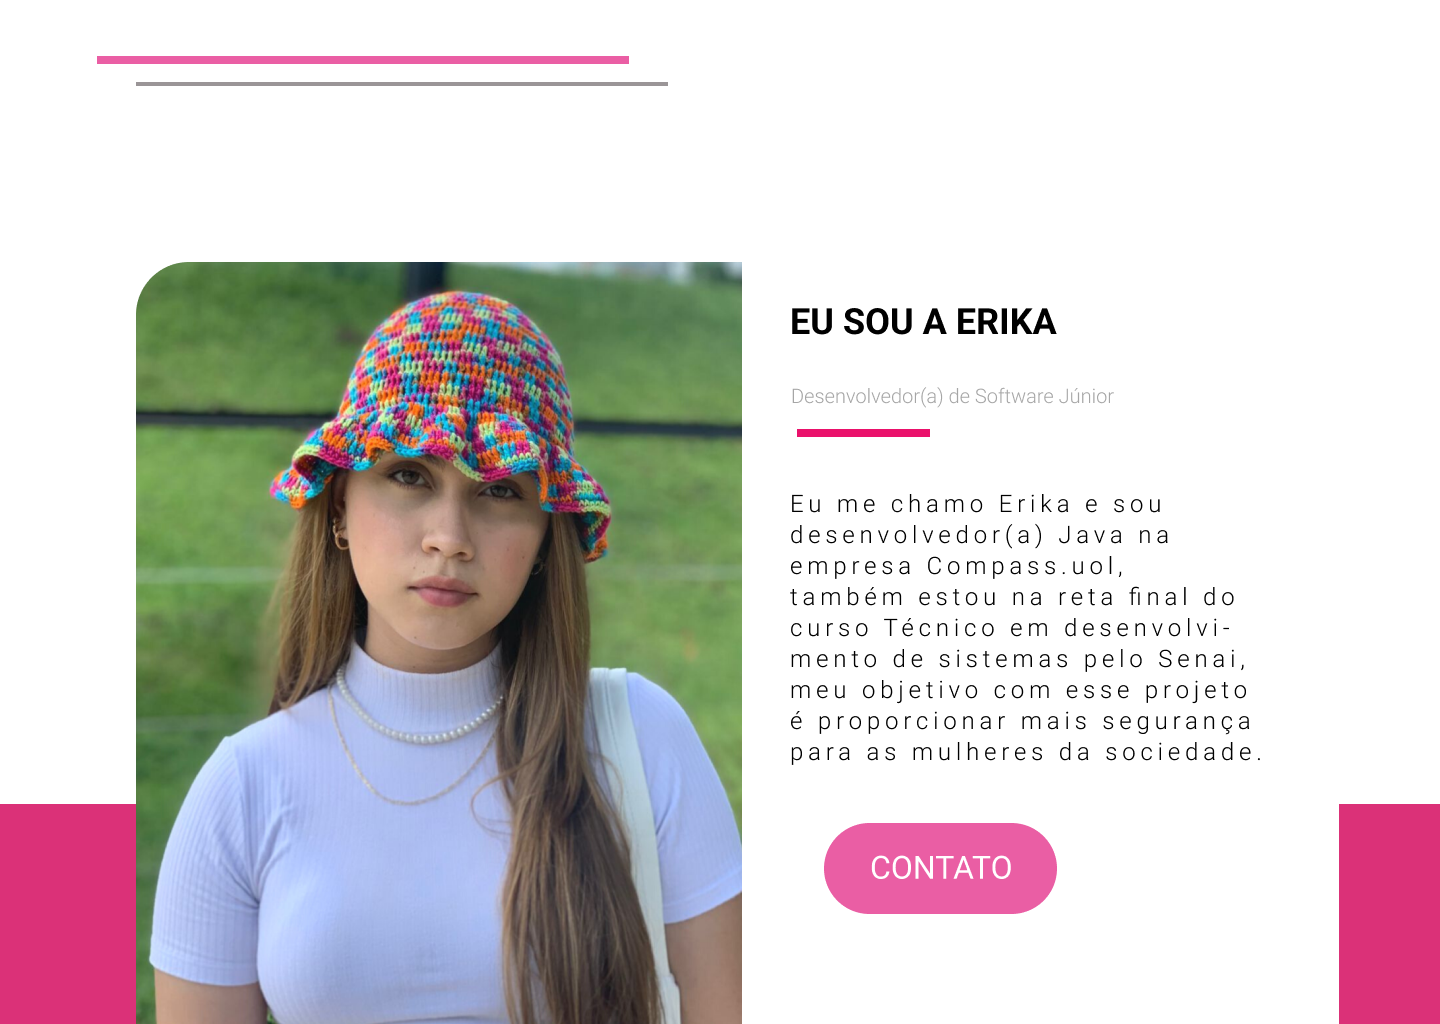 EU SOU A ERIKA
Desenvolvedor(a) de Software Júnior
Eu me chamo Erika e sou
desenvolvedor(a) Java na
empresa Compass.uol,
também estou na reta final do
curso Técnico em desenvolvi-
mento de sistemas pelo Senai,
meu objetivo com esse projeto
é proporcionar mais segurança
para as mulheres da sociedade.
CONTATO